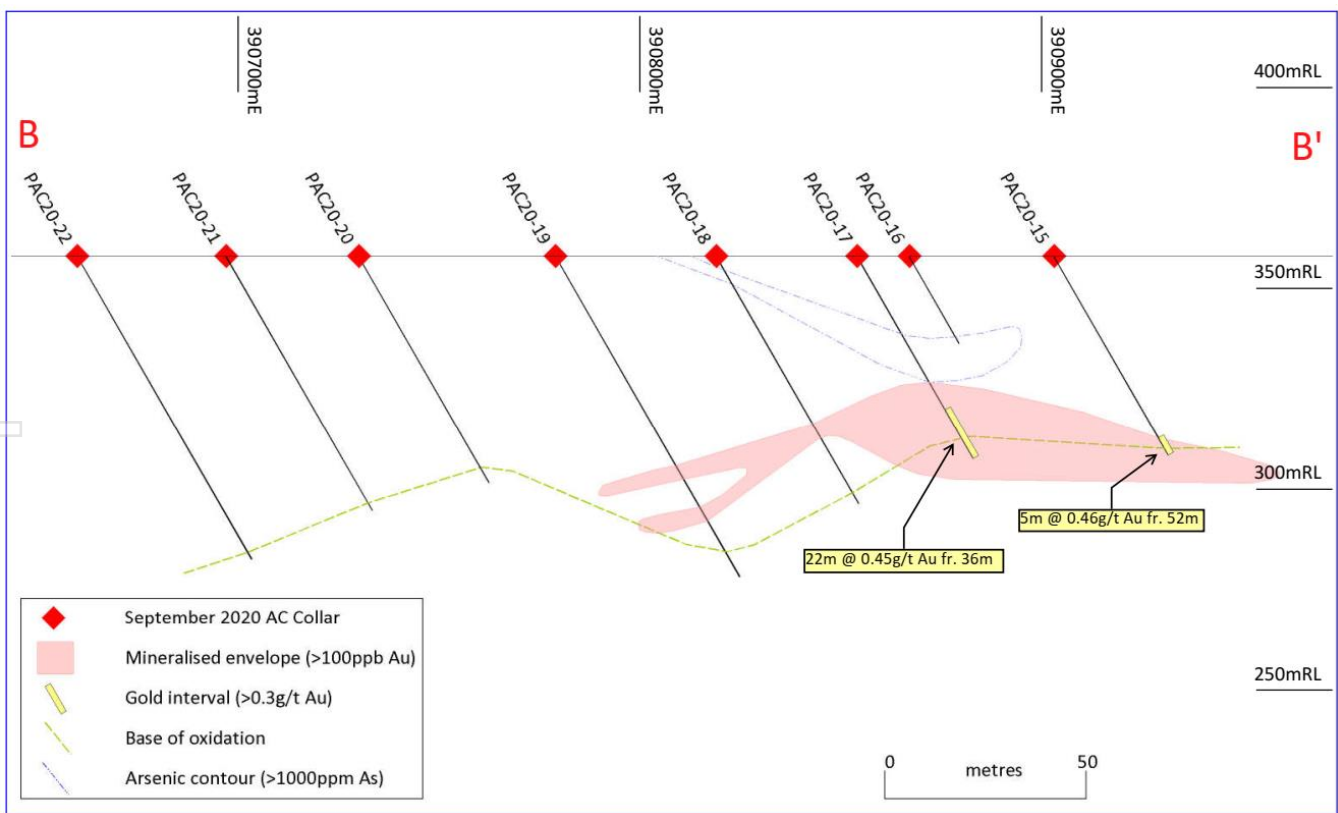 390700mE
390800mE
390900mE
400mRL
B
B'
PAC20-22
PAC20-21
PAC20-20
PAC20-19
PAC20-18
PAC20-17
PAC20-16
PAC20-15
350mRL
300mRL
5m @ 0.46g/t Au fr. 52m
22m @ 0.45g/t Au fr. 36m
September 2020 AC Collar
Mineralised envelope (>100ppb Au)
Gold interval (>0.3g/t Au)
Base of oxidation
Arsenic contour (>1000ppm As)
250mRL
0 metres 50